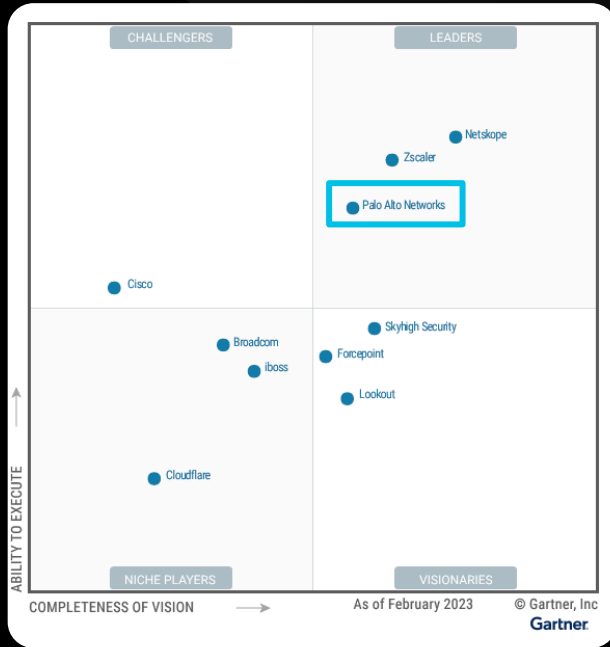 CHALLENGERS
LEADERS
Netskope
Zscaler
Palo Alto Networks
Cisco
Skyhigh Security
Broadcom
Forcepoint
iboss
Lookout
Cloudflare
ABILITY TO EXECUTE
NICHE PLAYERS
VISIONARIES
COMPLETENESS OF VISION
As of February 2023
© Gartner, Inc
Gartner